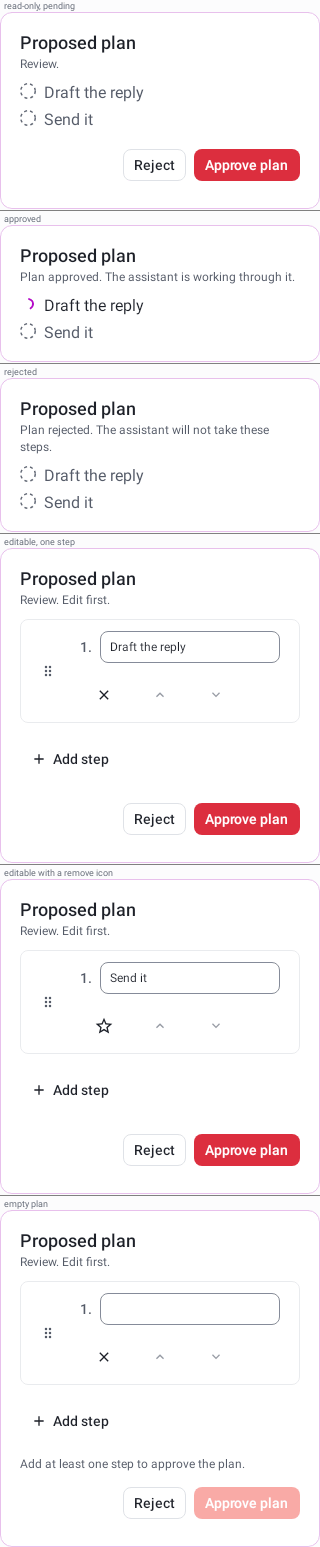 read-only, pending
Proposed plan
Review.
Draft the reply
Send it
Reject Approve plan
approved
Proposed plan
Plan approved. The assistant is working through it.
Draft the reply
Send it
rejected
Proposed plan
Plan rejected. The assistant will not take these
steps.
Draft the reply
Send it
editable, one step
Proposed plan
Review. Edit first.
1. Draft the reply
Add step
Reject Approve plan
editable with a remove icon
Proposed plan
Review. Edit first.
1. Send it
Add step
Reject Approve plan
empty plan
Proposed plan
Review. Edit first.
1.
Add step
Add at least one step to approve the plan.
Reject Approve plan